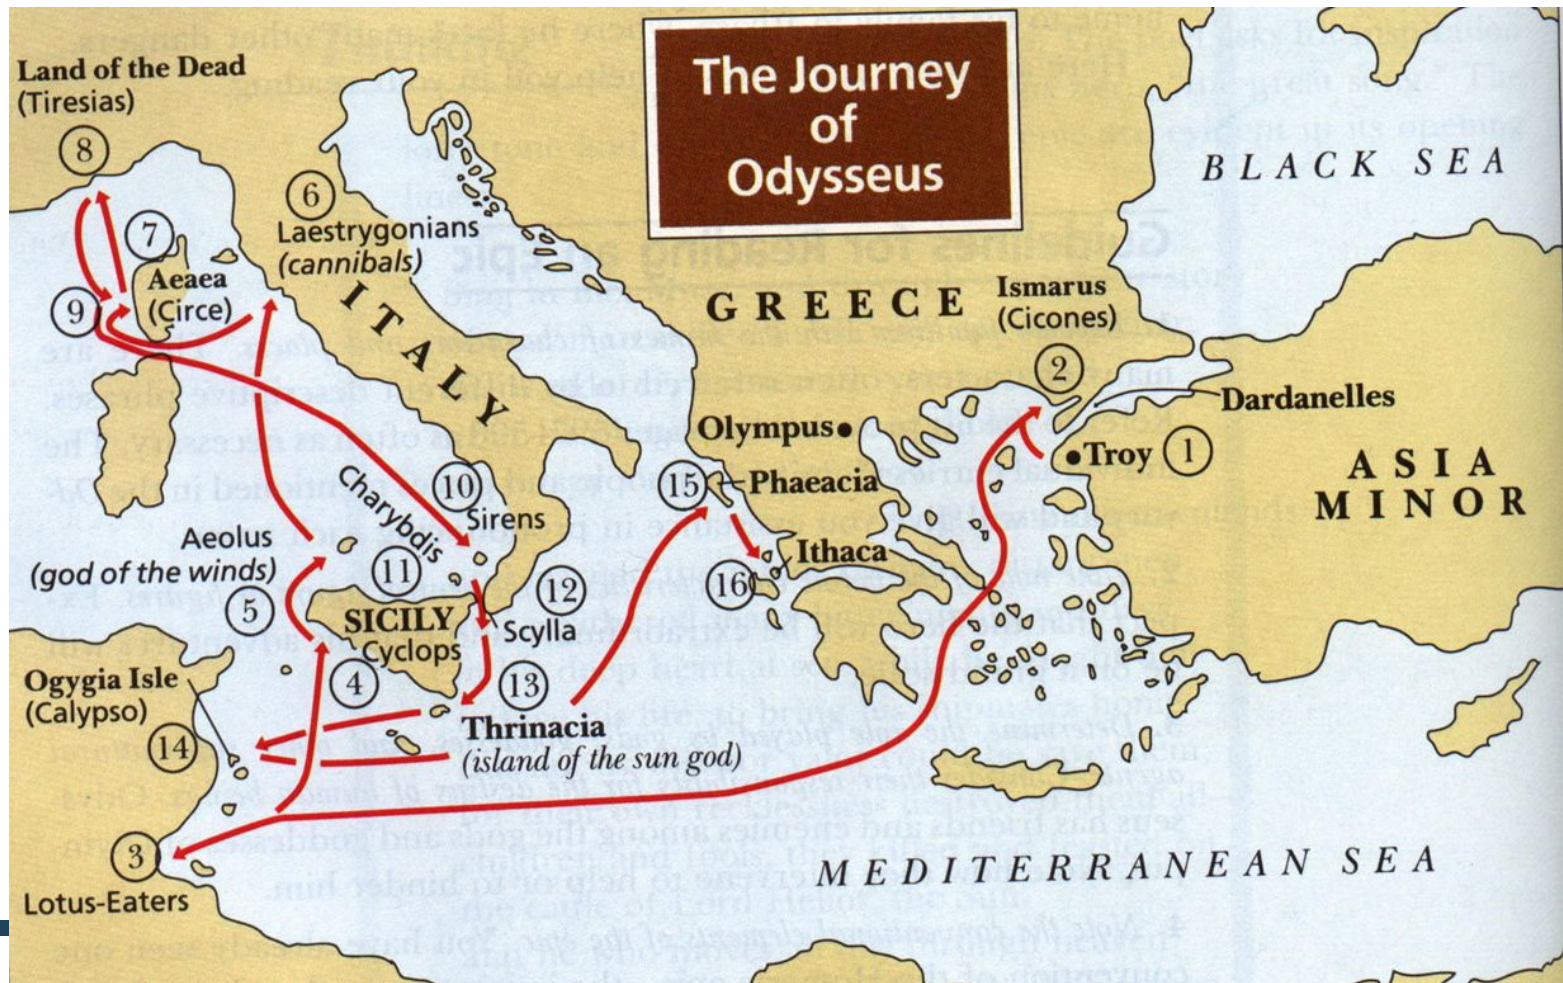 The Journey
of
Odysseus
Land of the Dead
(Tiresias)
8
7
Aeaea
(Circe)
9
6
Laestrygonians
(cannibals)
ITALY
GREECE
BLACK SEA
Ismarus
(Cicones)
2
Dardanelles
Olympus
Troy 1
ASIA
MINOR
15 Phaeacia
Ithaca
16
Charybdis
10
Sirens
Aeolus
(god of the winds)
5
11
12
SICILY
Scylla
Cyclops
4
13
Ogygia Isle
(Calypso)
14
Thrinacia
(island of the sun god)
3
Lotus-Eaters
MEDITERRANEAN SEA